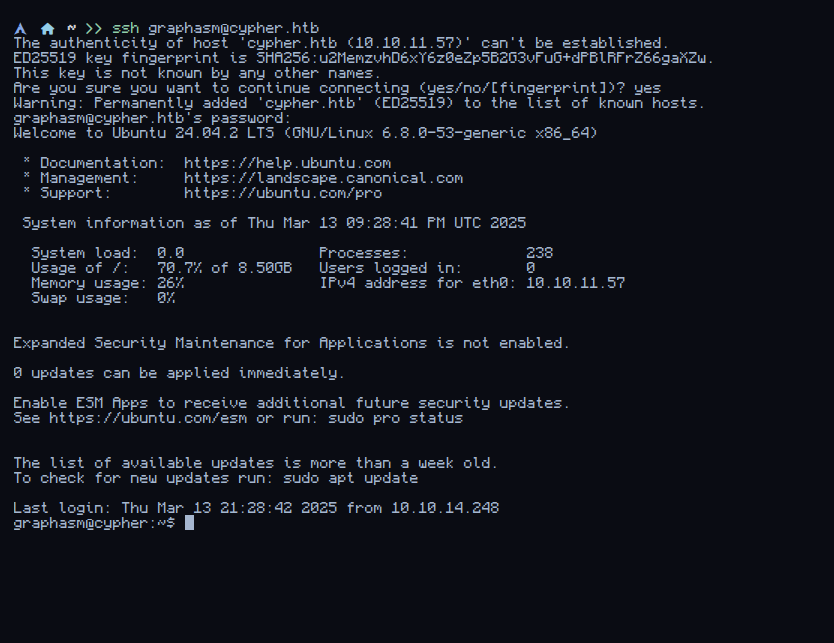 ~ >> ssh graphasm@cypher.htb
The authenticity of host 'cypher.htb (10.10.11.57)' can't be established.
ED25519 key fingerprint is SHA256:u2MemzvhD6xY6z0eZp5B2G3vFuG+dPBlRFrZ66gaXZw.
This key is not known by any other names.
Are you sure you want to continue connecting (yes/no/[fingerprint])? yes
Warning: Permanently added 'cypher.htb' (ED25519) to the list of known hosts.
graphasm@cypher.htb's password:
Welcome to Ubuntu 24.04.2 LTS (GNU/Linux 6.8.0-53-generic x86_64)

 * Documentation:  https://help.ubuntu.com
 * Management:     https://landscape.canonical.com
 * Support:        https://ubuntu.com/pro

 System information as of Thu Mar 13 09:28:41 PM UTC 2025

  System load:  0.0               Processes:             238
  Usage of /:   70.7% of 8.50GB   Users logged in:       0
  Memory usage: 26%               IPv4 address for eth0: 10.10.11.57
  Swap usage:   0%

Expanded Security Maintenance for Applications is not enabled.

0 updates can be applied immediately.

Enable ESM Apps to receive additional future security updates.
See https://ubuntu.com/esm or run: sudo pro status

The list of available updates is more than a week old.
To check for new updates run: sudo apt update

Last login: Thu Mar 13 21:28:42 2025 from 10.10.14.248
graphasm@cypher:~$